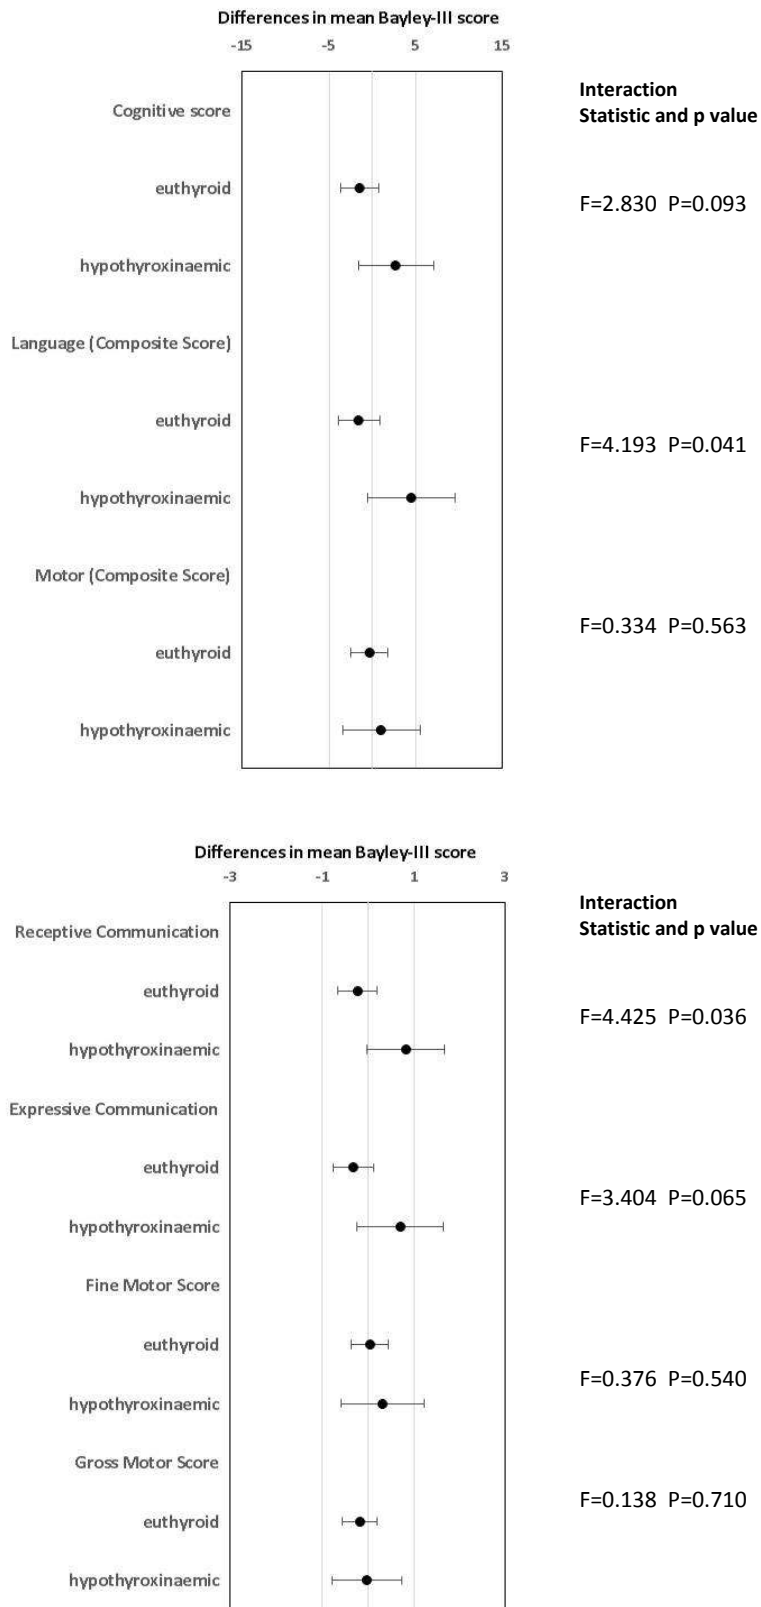 Differences in mean Bayley-III score
-15 -5 5 15
Interaction
Statistic and p value
Cognitive score
euthyroid
F=2.830 P=0.093
hypothyroxinaemic
Language (Composite Score)
euthyroid
F=4.193 P=0.041
hypothyroxinaemic
Motor (Composite Score)
F=0.334 P=0.563
euthyroid
hypothyroxinaemic
Differences in mean Bayley-III score
-3 -1 1 3
Interaction
Statistic and p value
Receptive Communication
euthyroid
F=4.425 P=0.036
hypothyroxinaemic
Expressive Communication
euthyroid
F=3.404 P=0.065
hypothyroxinaemic
Fine Motor Score
euthyroid
F=0.376 P=0.540
hypothyroxinaemic
Gross Motor Score
F=0.138 P=0.710
euthyroid
hypothyroxinaemic